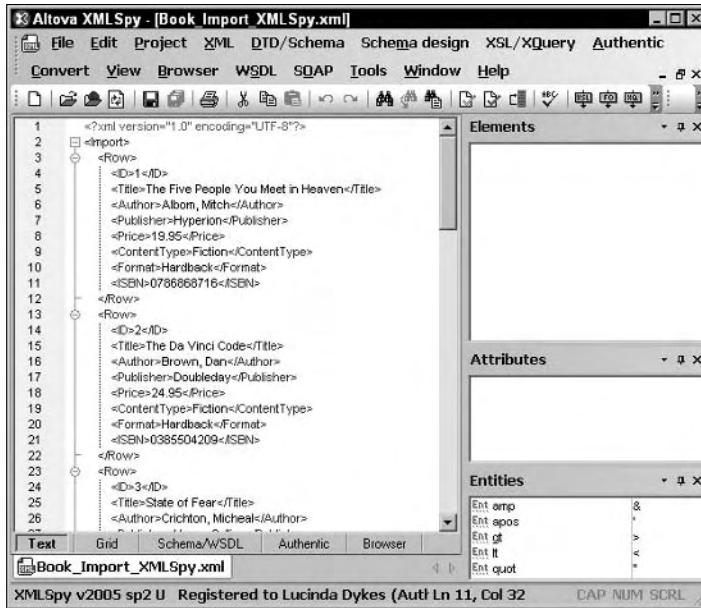 Altova XMLSpy - [Book_Import_XMLSpy.xml]
File Edit Project XML DTD/Schema Schema design XSL/XQuery Authentic
Convert View Browser WSDL SOAP Tools Window Help
1 <?xml version="1.0" encoding="UTF-8"?>
2 <Import>
3 <Row>
4 <ID>1</ID>
5 <Title>The Five People You Meet in Heaven</Title>
6 <Author>Albom, Mitch</Author>
7 <Publisher>Hyperion</Publisher>
8 <Price>19.95</Price>
9 <ContentType>Fiction</ContentType>
10 <Format>Hardback</Format>
11 <ISBN>0786868716</ISBN>
12 </Row>
13 <Row>
14 <ID>2</ID>
15 <Title>The Da Vinci Code</Title>
16 <Author>Brown, Dan</Author>
17 <Publisher>Doubleday</Publisher>
18 <Price>24.95</Price>
19 <ContentType>Fiction</ContentType>
20 <Format>Hardback</Format>
21 <ISBN>0385504209</ISBN>
22 </Row>
23 <Row>
24 <ID>3</ID>
25 <Title>State of Fear</Title>
26 <Author>Crichton, Micheal</Author>
Elements
Attributes
Entities
Ent amp &
Ent apos '
Ent gt >
Ent lt <
Ent quot "
Text Grid Schema/WSDL Authentic Browser
Book_Import_XMLSpy.xml
XMLSpy v2005 sp2 U Registered to Lucinda Dykes (Auth Ln 11, Col 32 CAP NUM SCRL